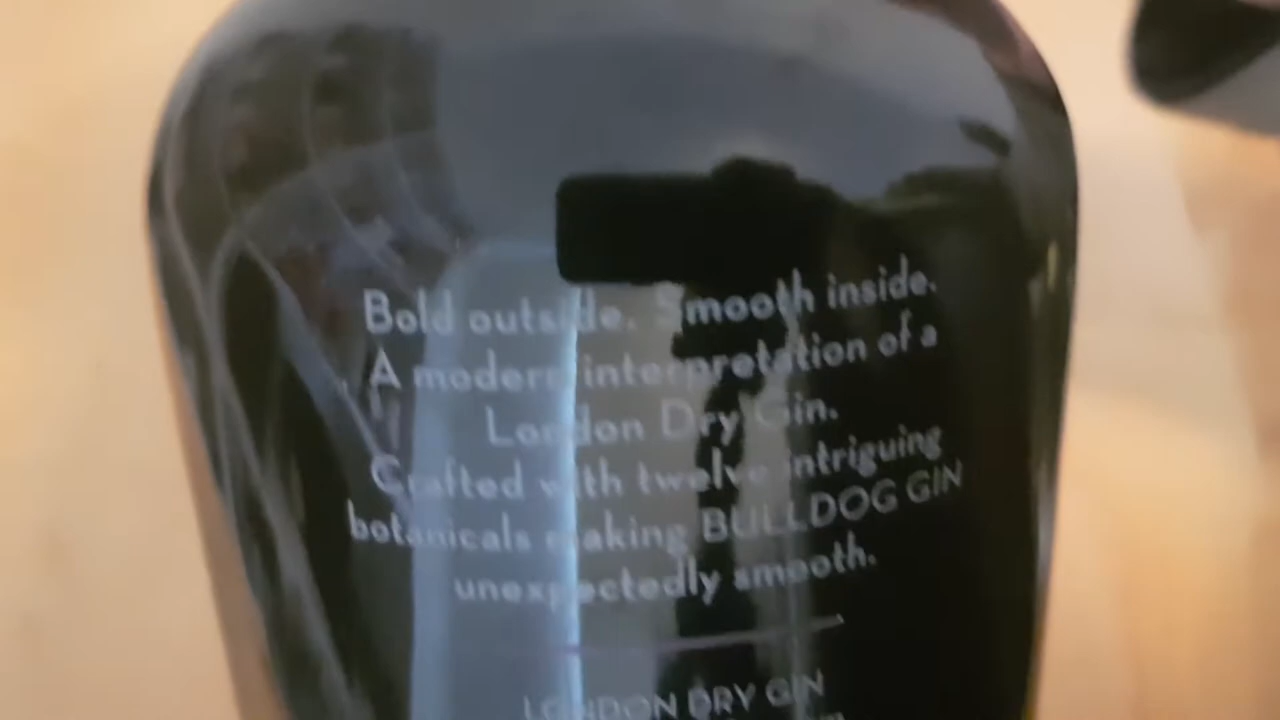 Bold outside. Smooth inside.
A modern interpretation of a
London Dry Gin.
Crafted with twelve intriguing
botanicals making BULLDOG GIN
unexpectedly smooth.
LONDON DRY GIN